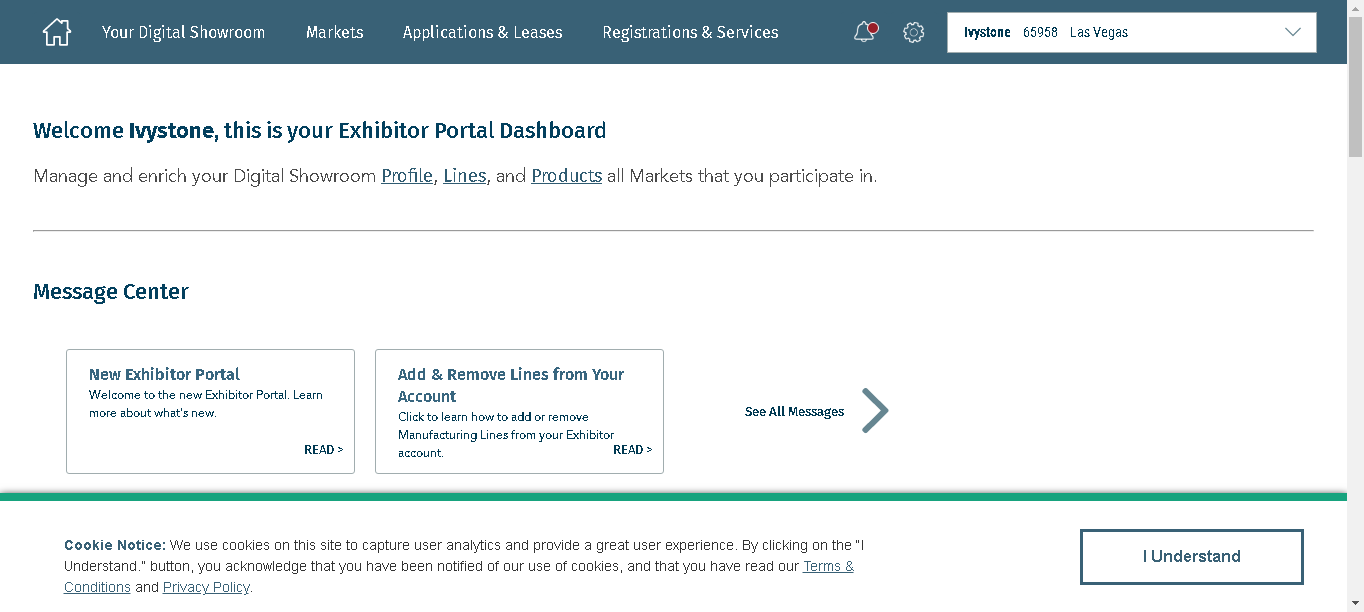 Your Digital Showroom Markets Applications & Leases Registrations & Services Ivystone 65958 Las Vegas
Welcome Ivystone, this is your Exhibitor Portal Dashboard
Manage and enrich your Digital Showroom Profile, Lines, and Products all Markets that you participate in.
Message Center
New Exhibitor Portal
Welcome to the new Exhibitor Portal. Learn
more about what's new.
READ >
Add & Remove Lines from Your
Account
Click to learn how to add or remove
Manufacturing Lines from your Exhibitor
account.
READ >
See All Messages
Cookie Notice: We use cookies on this site to capture user analytics and provide a great user experience. By clicking on the "I
Understand." button, you acknowledge that you have been notified of our use of cookies, and that you have read our Terms &
Conditions and Privacy Policy.
I Understand